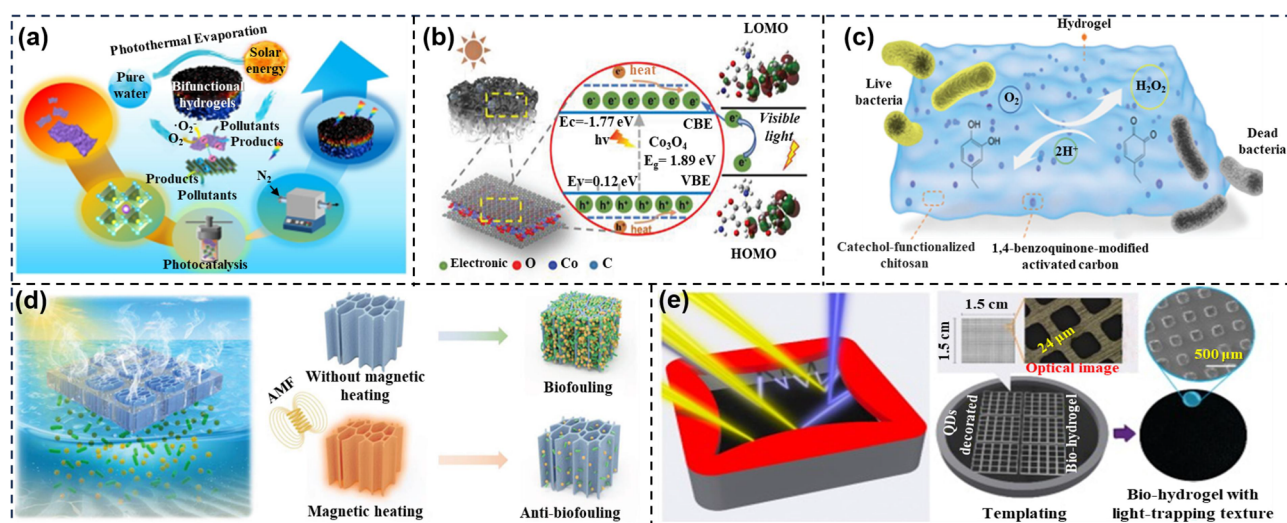 (a)
Photothermal Evaporation
Solar
energy
Pure
water
Bifunctional
hydrogels
·O₂⁻
O₂
Pollutants
Products
Products
Pollutants
N₂
Photocatalysis
(b)
LOMO
heat
e⁻
e⁻ e⁻ e⁻ e⁻ e⁻ e⁻
Ec=-1.77 eV
CBE
hv
Co₃O₄
Eg= 1.89 eV
Visible
light
e⁻
e⁻
Ev=0.12 eV
VBE
h⁺ h⁺ h⁺ h⁺ h⁺ h⁺
h⁺
heat
HOMO
Electronic O Co C
(c)
Hydrogel
Live
bacteria
O₂
H₂O₂
OH
OH
2H⁺
O
O
Dead
bacteria
Catechol-functionalized
chitosan
1,4-benzoquinone-modified
activated carbon
(d)
Without magnetic
heating
Biofouling
AMF
Magnetic heating
Anti-biofouling
(e)
1.5 cm
1.5 cm
24 μm
Optical image
500 μm
QDs
decorated
Bio-hydrogel
Templating
Bio-hydrogel with
light-trapping texture